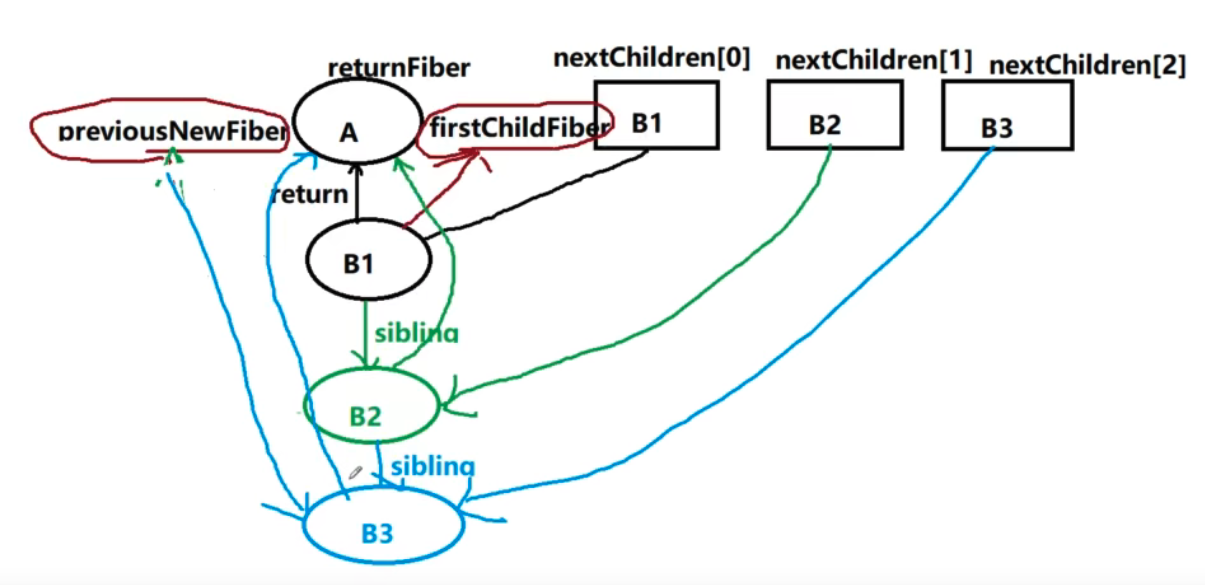 nextChildren[0] nextChildren[1] nextChildren[2]
returnFiber
previousNewFiber A firstChildFiber B1 B2 B3
return
B1
sibling
B2
sibling
B3